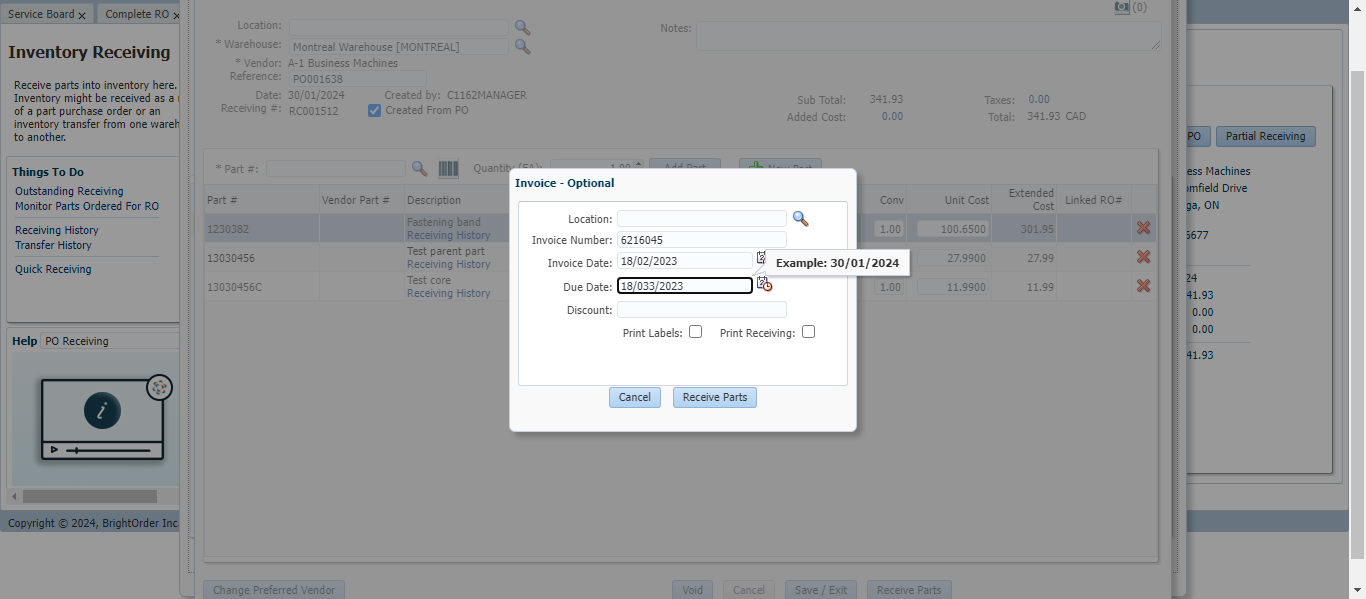 Service Board x
Complete RO x
Inventory Receiving
Receive parts into inventory here.
Inventory might be received as a
of a part purchase order or an
inventory transfer from one wareh
to another.
Things To Do
Outstanding Receiving
Monitor Parts Ordered For RO
Receiving History
Transfer History
Quick Receiving
Help PO Receiving
Copyright © 2024, BrightOrder Inc.
(0)
Location:
* Warehouse: Montreal Warehouse [MONTREAL]
* Vendor: A-1 Business Machines
Reference: PO001638
Date: 30/01/2024 Created by: C1162MANAGER
Receiving #: RC001512 Created From PO
Notes:
Sub Total: 341.93 Taxes: 0.00
Added Cost: 0.00 Total: 341.93 CAD
* Part #: Quantity (EA): 1.00 Add Part New Part
Part # Vendor Part # Description Conv Unit Cost Extended Cost Linked RO#
1230382 Fastening band 1.00 100.6500 301.95
Receiving History
13030456 Test parent part 27.9900 27.99
Receiving History
13030456C Test core 1.00 11.9900 11.99
Receiving History
Invoice - Optional
Location:
Invoice Number: 6216045
Invoice Date: 18/02/2023
Example: 30/01/2024
Due Date: 18/033/2023
Discount:
Print Labels: Print Receiving:
Cancel Receive Parts
Change Preferred Vendor Void Cancel Save / Exit Receive Parts
PO Partial Receiving
ess Machines
omfield Drive
ga, ON
6677
24
41.93
0.00
0.00
41.93